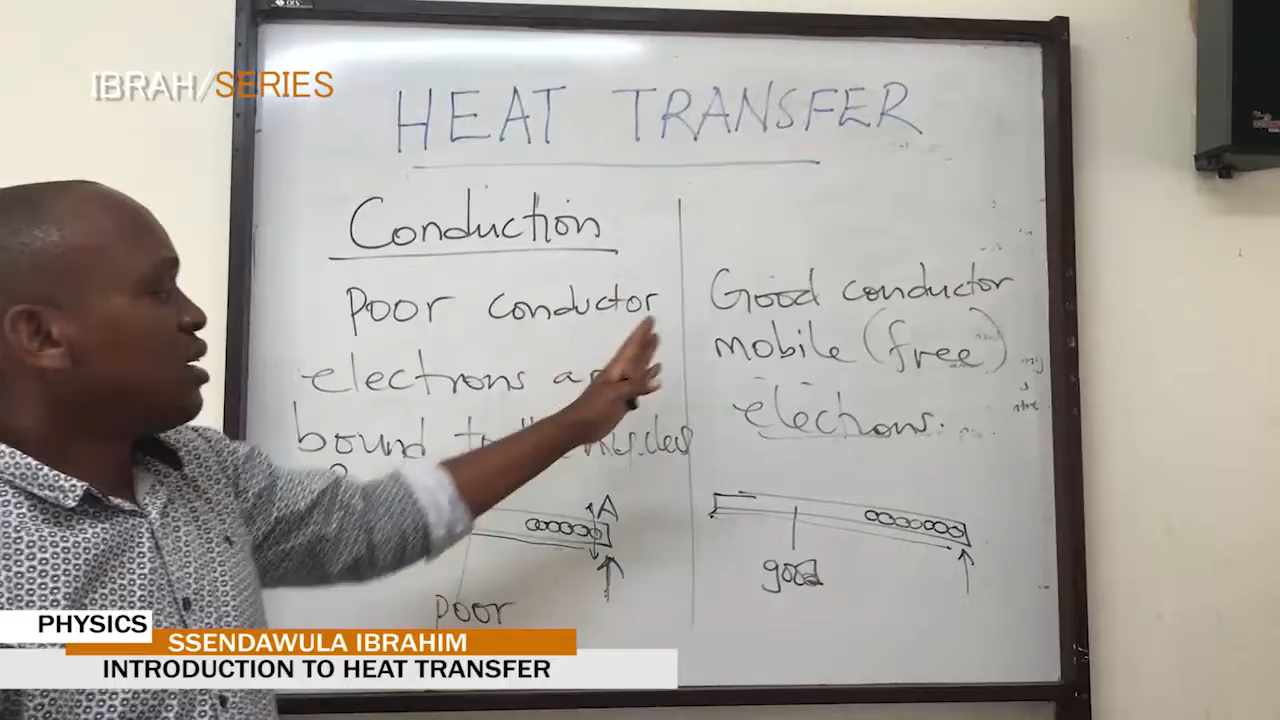 IBRAH/SERIES
HEAT TRANSFER
Conduction
Poor conductor
electrons
bound
A
poor
Good conductor
mobile (free)
electrons.
good
PHYSICS
SSENDAWULA IBRAHIM
INTRODUCTION TO HEAT TRANSFER